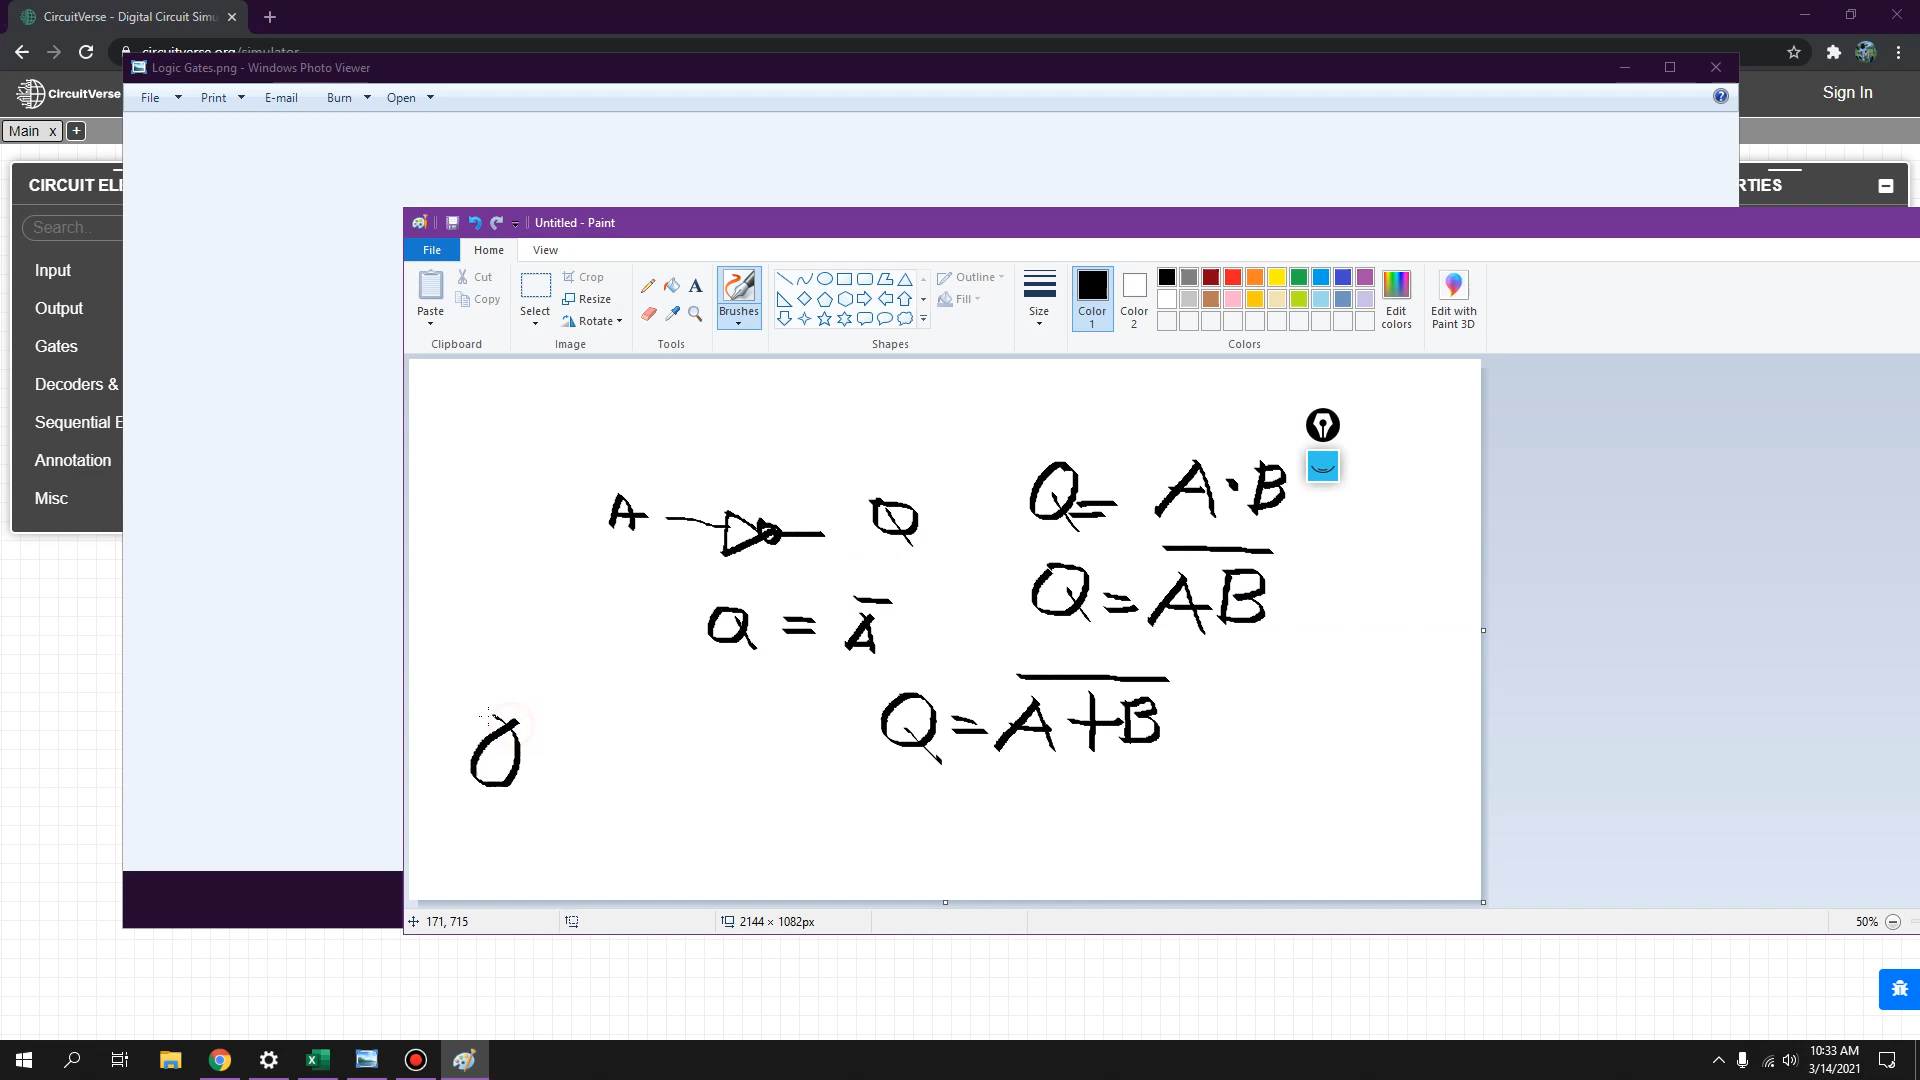 CircuitVerse - Digital Circuit Simu
circuitverse.org/simulator
Logic Gates.png - Windows Photo Viewer
CircuitVerse
File Print E-mail Burn Open
Sign In
Main x +
CIRCUIT ELE
RTIES
Search..
Input
Output
Gates
Decoders &
Sequential E
Annotation
Misc
Untitled - Paint
File Home View
Paste Cut Copy
Clipboard
Select Crop Resize Rotate
Image
Tools
Brushes
Shapes
Outline
Fill
Size
Color 1
Color 2
Colors
Edit colors
Edit with Paint 3D
Q = A·B
A Q
Q = A̅B̅
Q = A̅
Q = A̅+̅B̅
171, 715
2144 × 1082px
50%
10:33 AM
3/14/2021